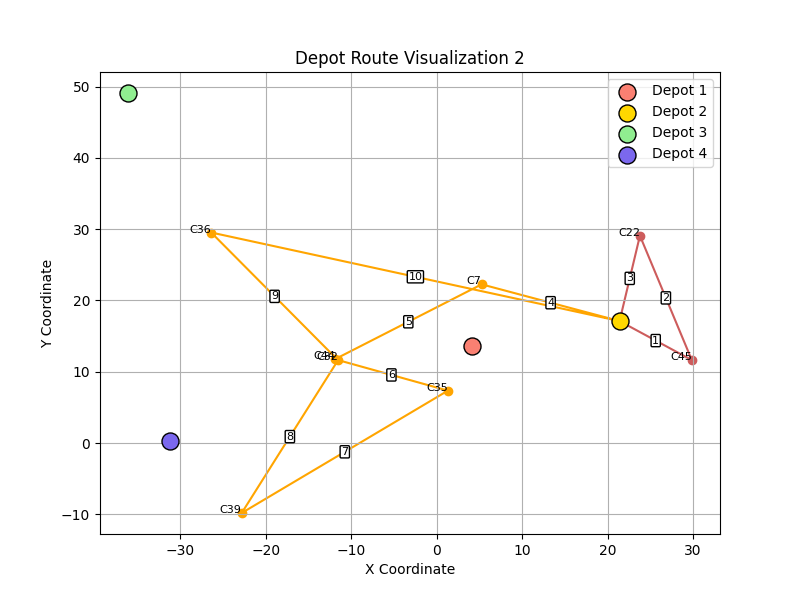 Depot Route Visualization 2
Depot 1
Depot 2
Depot 3
Depot 4
Y Coordinate
50
40
30
20
10
0
−10
C36
C22
C7
C45
C35
C39
10
3
2
9
4
5
1
6
8
7
−30
−20
−10
0
10
20
30
X Coordinate